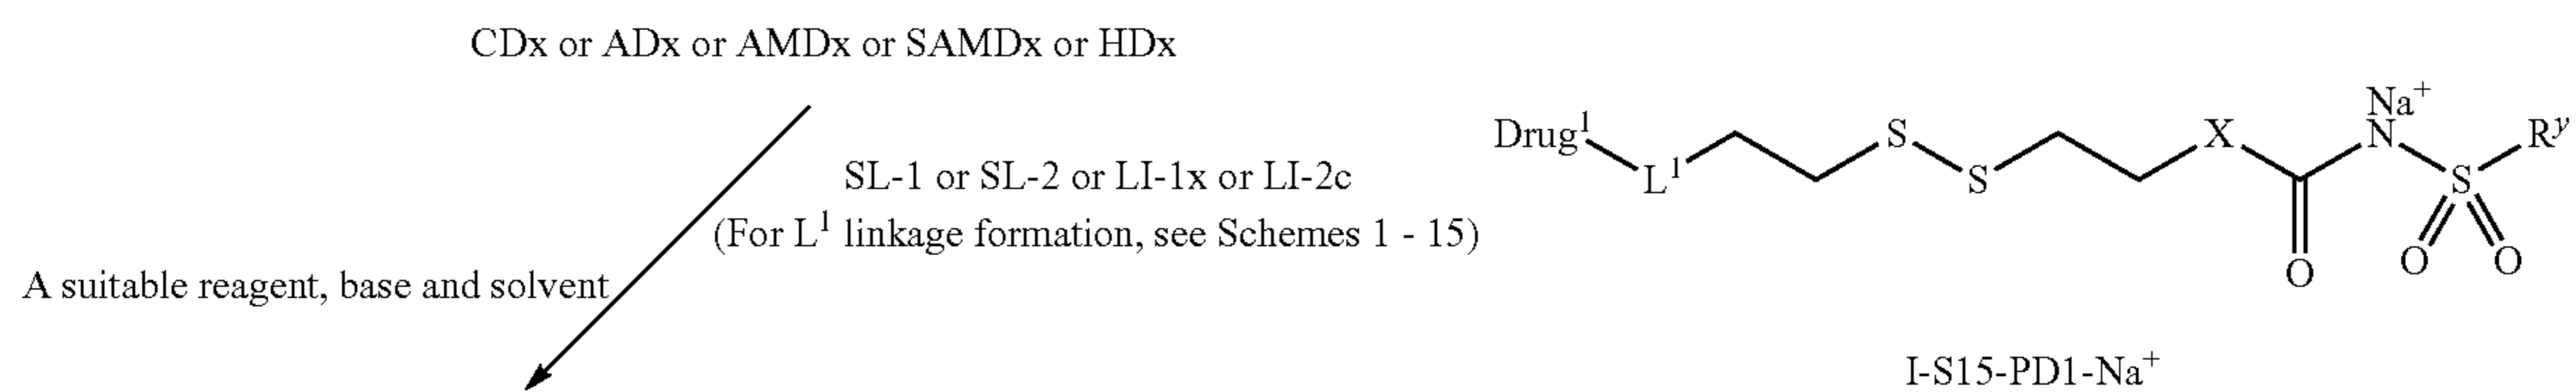 CDx or ADx or AMDx or SAMDx or HDx
SL-1 or SL-2 or LI-1x or LI-2c
(For L¹ linkage formation, see Schemes 1 - 15)
A suitable reagent, base and solvent
Drug¹
L¹
S
S
X
O
Na⁺
N
S
O
O
Rʸ
I-S15-PD1-Na⁺